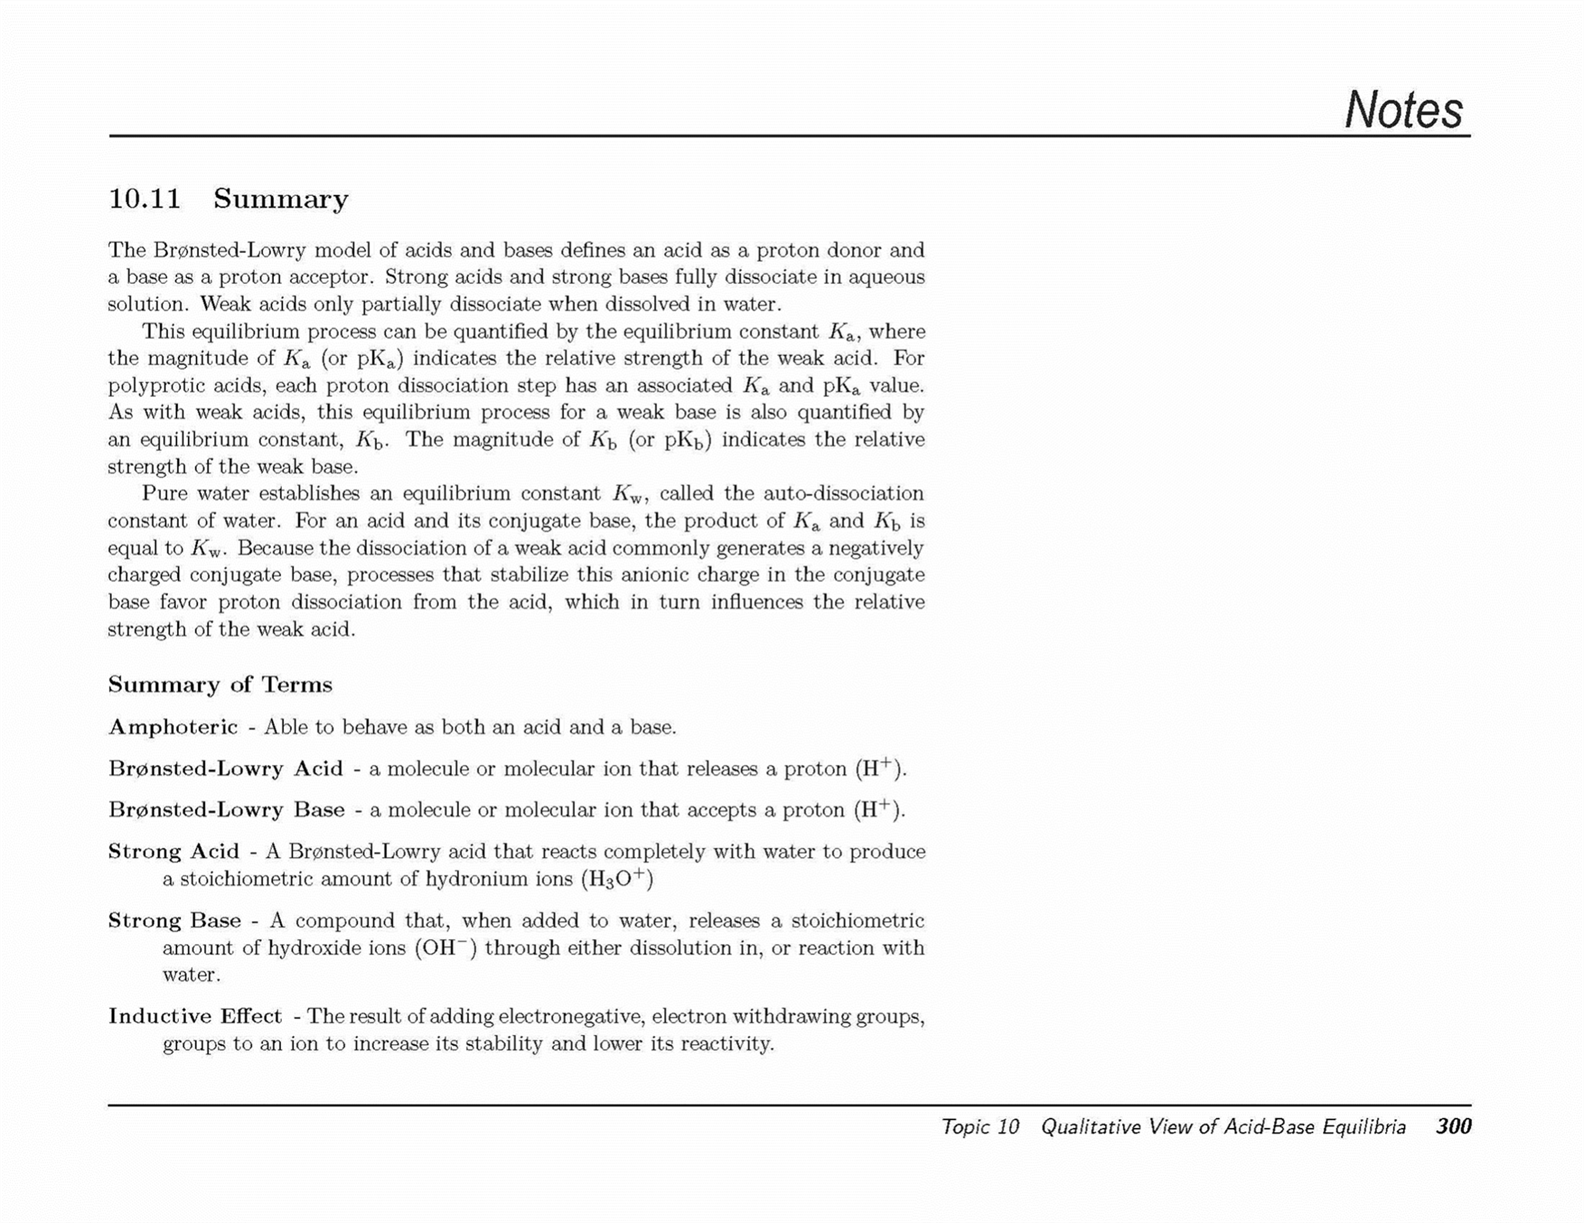 Notes
10.11 Summary
The Brønsted-Lowry model of acids and bases defines an acid as a proton donor and
a base as a proton acceptor. Strong acids and strong bases fully dissociate in aqueous
solution. Weak acids only partially dissociate when dissolved in water.
This equilibrium process can be quantified by the equilibrium constant Kₐ, where
the magnitude of Kₐ (or pKₐ) indicates the relative strength of the weak acid. For
polyprotic acids, each proton dissociation step has an associated Kₐ and pKₐ value.
As with weak acids, this equilibrium process for a weak base is also quantified by
an equilibrium constant, K_b. The magnitude of K_b (or pK_b) indicates the relative
strength of the weak base.
Pure water establishes an equilibrium constant K_w, called the auto-dissociation
constant of water. For an acid and its conjugate base, the product of Kₐ and K_b is
equal to K_w. Because the dissociation of a weak acid commonly generates a negatively
charged conjugate base, processes that stabilize this anionic charge in the conjugate
base favor proton dissociation from the acid, which in turn influences the relative
strength of the weak acid.
Summary of Terms
Amphoteric - Able to behave as both an acid and a base.
Brønsted-Lowry Acid - a molecule or molecular ion that releases a proton (H⁺).
Brønsted-Lowry Base - a molecule or molecular ion that accepts a proton (H⁺).
Strong Acid - A Brønsted-Lowry acid that reacts completely with water to produce
a stoichiometric amount of hydronium ions (H₃O⁺)
Strong Base - A compound that, when added to water, releases a stoichiometric
amount of hydroxide ions (OH⁻) through either dissolution in, or reaction with
water.
Inductive Effect - The result of adding electronegative, electron withdrawing groups,
groups to an ion to increase its stability and lower its reactivity.
Topic 10 Qualitative View of Acid-Base Equilibria 300